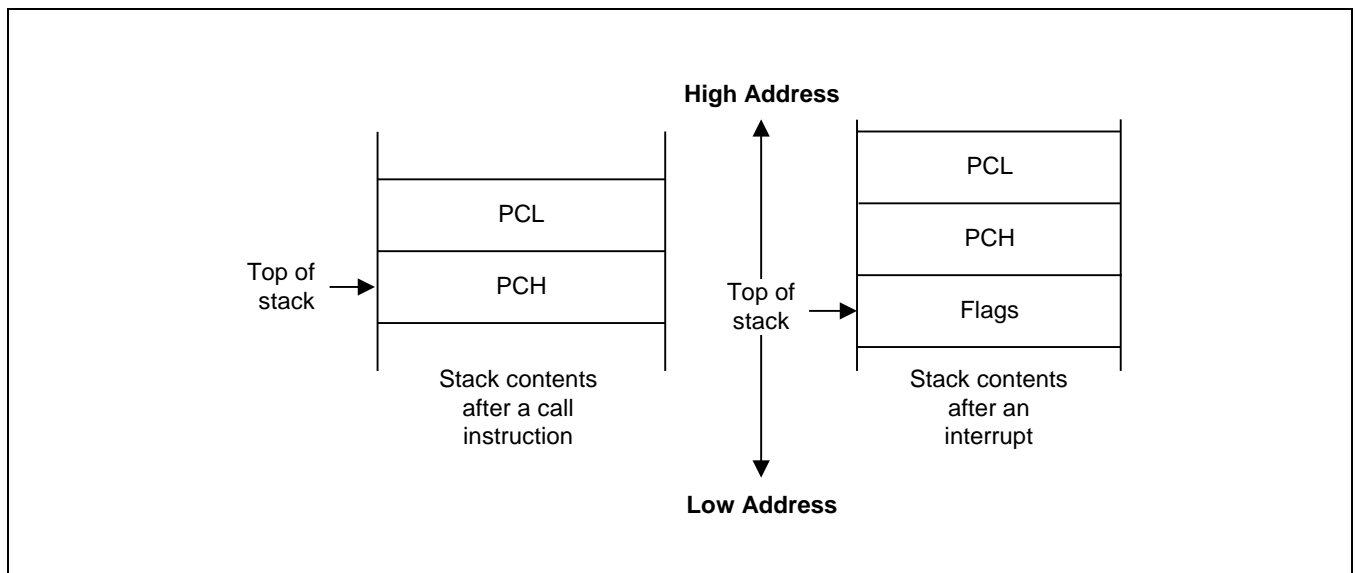 High Address
PCL
PCH
Top of
stack
Stack contents
after a call
instruction
PCL
PCH
Flags
Top of
stack
Stack contents
after an
interrupt
Low Address